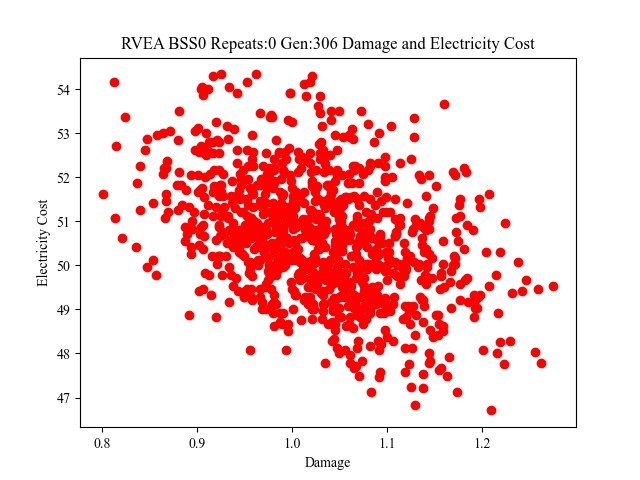 RVEA BSS0 Repeats:0 Gen:306 Damage and Electricity Cost
54
53
52
51
50
49
48
47
Electricity Cost
0.8 0.9 1.0 1.1 1.2
Damage